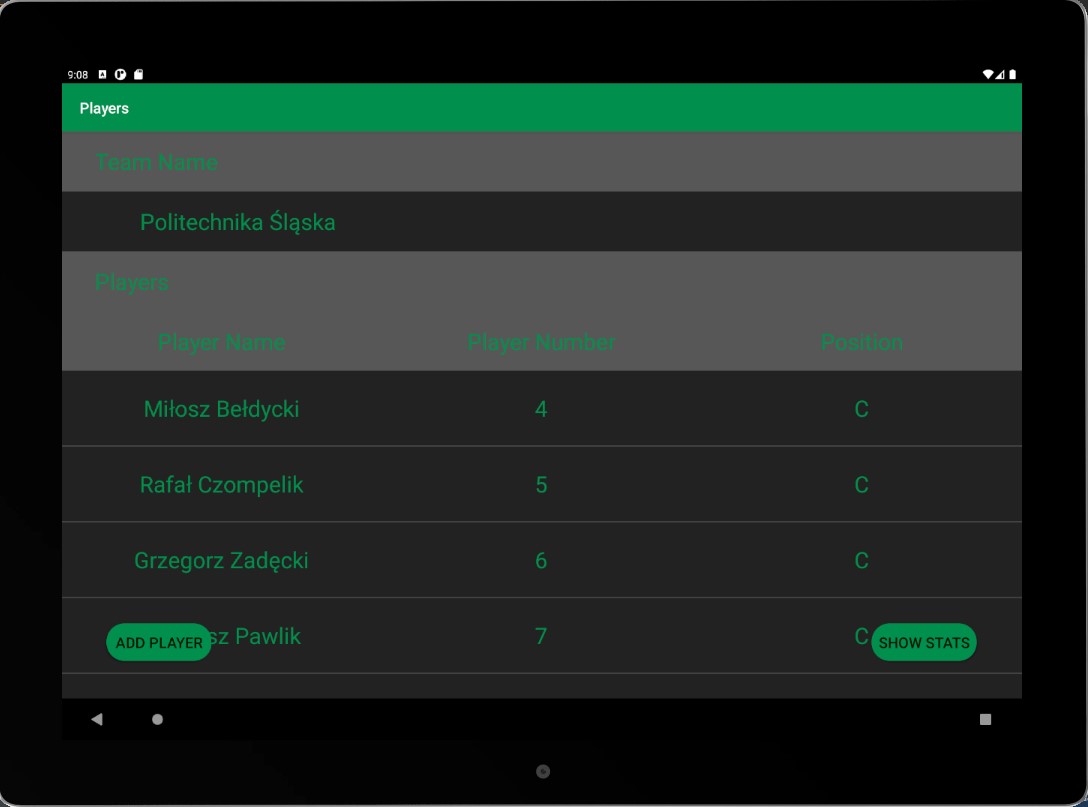 9:08
Players
Team Name
Politechnika Śląska
Players
Player Name Player Number Position
Miłosz Bełdycki 4 C
Rafał Czompelik 5 C
Grzegorz Zadęcki 6 C
ADD PLAYER sz Pawlik 7 C SHOW STATS